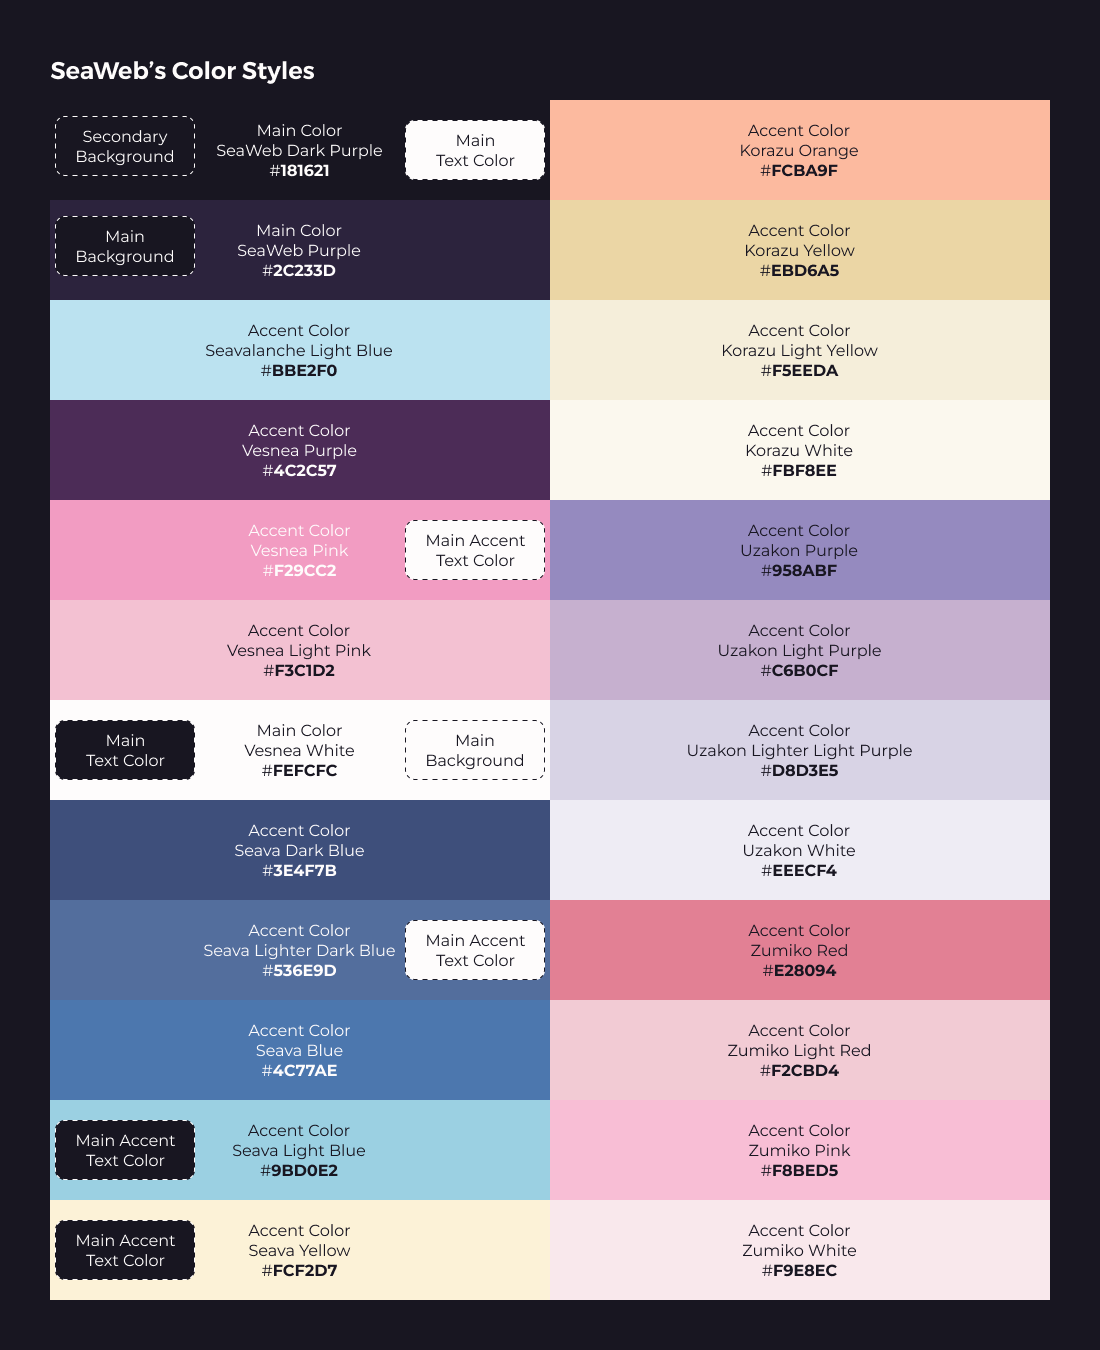 SeaWeb’s Color Styles
Secondary
Background
Main Color
SeaWeb Dark Purple
#181621
Main
Text Color
Accent Color
Korazu Orange
#FCBA9F
Main
Background
Main Color
SeaWeb Purple
#2C233D
Accent Color
Korazu Yellow
#EBD6A5
Accent Color
Seavalanche Light Blue
#BBE2F0
Accent Color
Korazu Light Yellow
#F5EEDA
Accent Color
Vesnea Purple
#4C2C57
Accent Color
Korazu White
#FBF8EE
Accent Color
Vesnea Pink
#F29CC2
Main Accent
Text Color
Accent Color
Uzakon Purple
#958ABF
Accent Color
Vesnea Light Pink
#F3C1D2
Accent Color
Uzakon Light Purple
#C6B0CF
Main
Text Color
Main Color
Vesnea White
#FEFCFC
Main
Background
Accent Color
Uzakon Lighter Light Purple
#D8D3E5
Accent Color
Seava Dark Blue
#3E4F7B
Accent Color
Uzakon White
#EEECF4
Accent Color
Seava Lighter Dark Blue
#536E9D
Main Accent
Text Color
Accent Color
Zumiko Red
#E28094
Accent Color
Seava Blue
#4C77AE
Accent Color
Zumiko Light Red
#F2CBD4
Main Accent
Text Color
Accent Color
Seava Light Blue
#9BD0E2
Accent Color
Zumiko Pink
#F8BED5
Main Accent
Text Color
Accent Color
Seava Yellow
#FCF2D7
Accent Color
Zumiko White
#F9E8EC